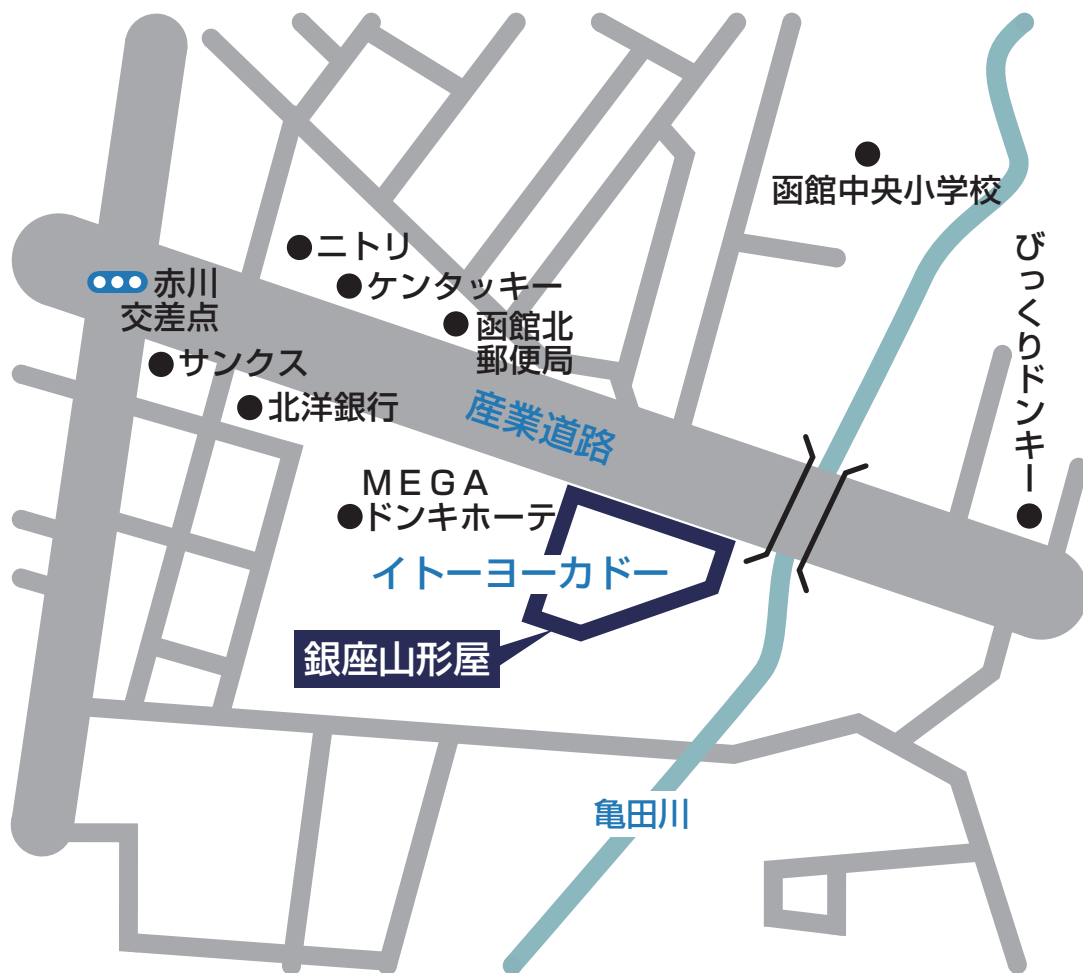 函館中央小学校
びっくりドンキー
ニトリ
ケンタッキー
赤川
交差点
函館北
郵便局
サンクス
北洋銀行
産業道路
MEGA
ドンキホーテ
イトーヨーカドー
銀座山形屋
亀田川